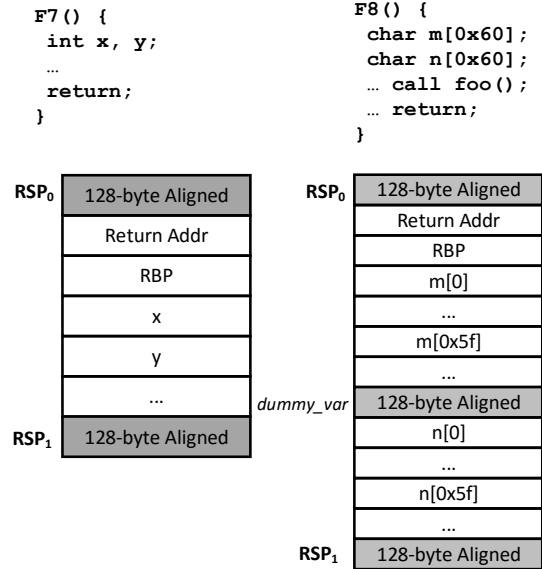 F7() {
int x, y;
…
return;
}
F8() {
char m[0x60];
char n[0x60];
… call foo();
… return;
}
RSP0 128-byte Aligned
Return Addr
RBP
x
y
...
RSP1 128-byte Aligned
RSP0 128-byte Aligned
Return Addr
RBP
m[0]
...
m[0x5f]
...
dummy_var 128-byte Aligned
n[0]
...
n[0x5f]
...
RSP1 128-byte Aligned